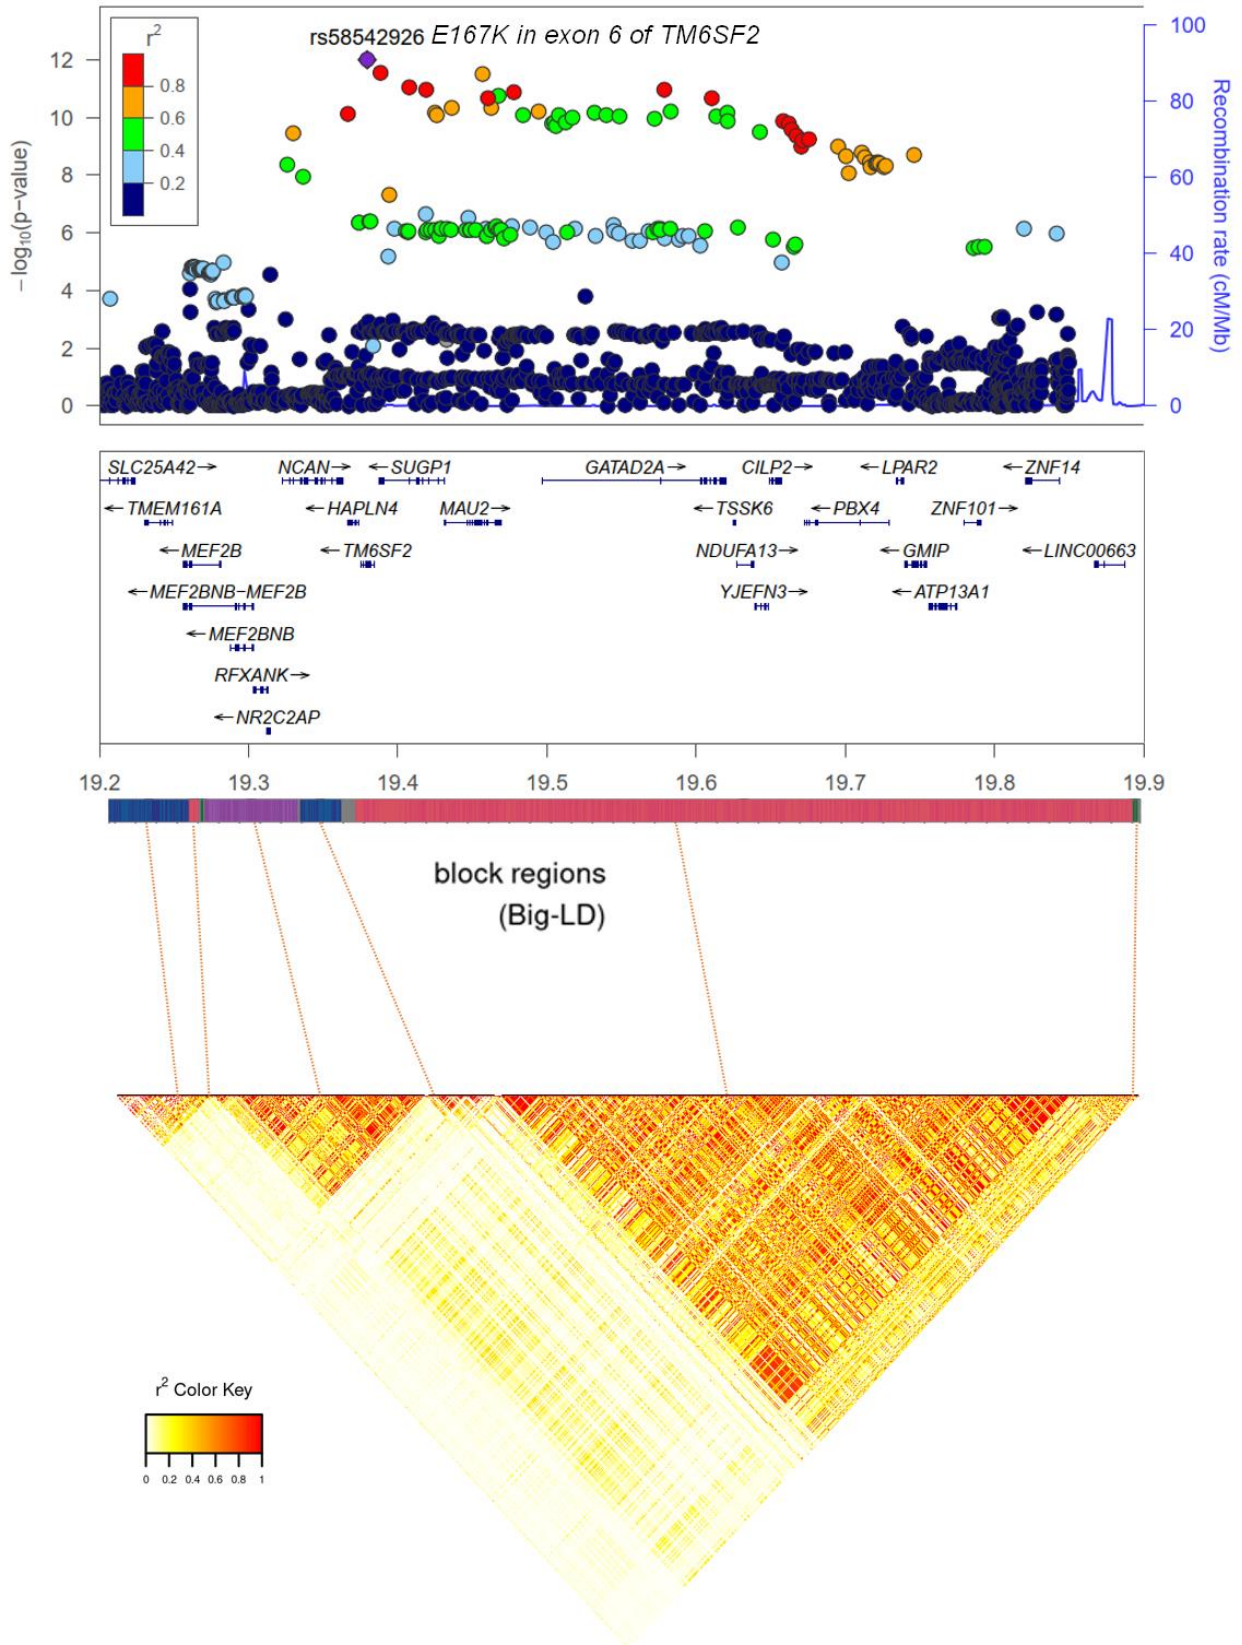 rs58542926 E167K in exon 6 of TM6SF2
r²
0.8
0.6
0.4
0.2
12
10
8
6
4
2
0
−log10(p−value)
100
80
60
40
20
0
Recombination rate (cM/Mb)
SLC25A42→ NCAN→ ←SUGP1 GATAD2A→ CILP2→ ←LPAR2 ←ZNF14
←TMEM161A ←HAPLN4 MAU2→ ←TSSK6 ←PBX4 ZNF101→
←MEF2B ←TM6SF2 NDUFA13→ ←GMIP ←LINC00663
←MEF2BNB−MEF2B YJEFN3→ ←ATP13A1
←MEF2BNB
RFXANK→
←NR2C2AP
19.2 19.3 19.4 19.5 19.6 19.7 19.8 19.9
block regions
(Big-LD)
r² Color Key
0 0.2 0.4 0.6 0.8 1